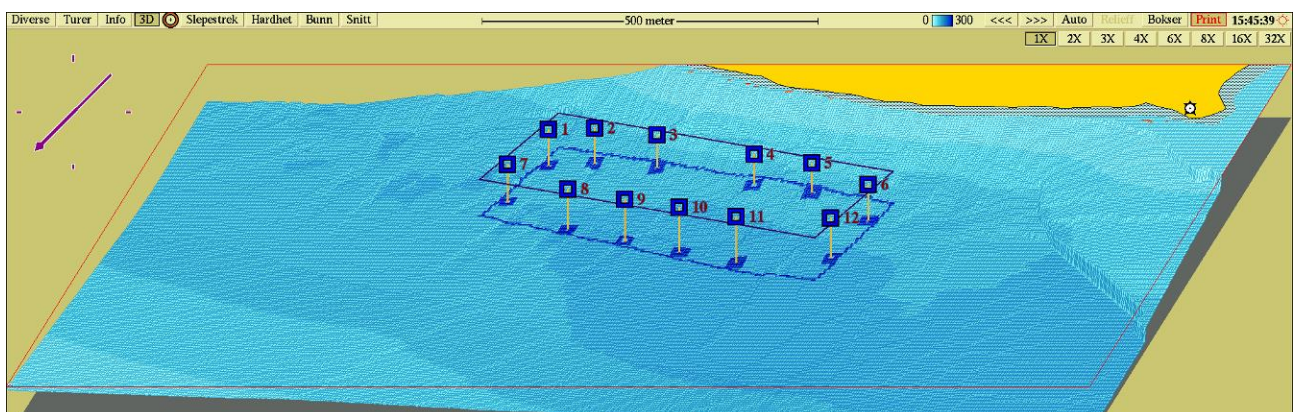 Diverse Turer Info 3D Slepestrek Hardhet Bunn Snitt 500 meter 0 300 <<< >>> Auto Relieff Bokser Print 15:45:39
1X 2X 3X 4X 6X 8X 16X 32X
1 2 3 4 5 6
7 8 9 10 11 12